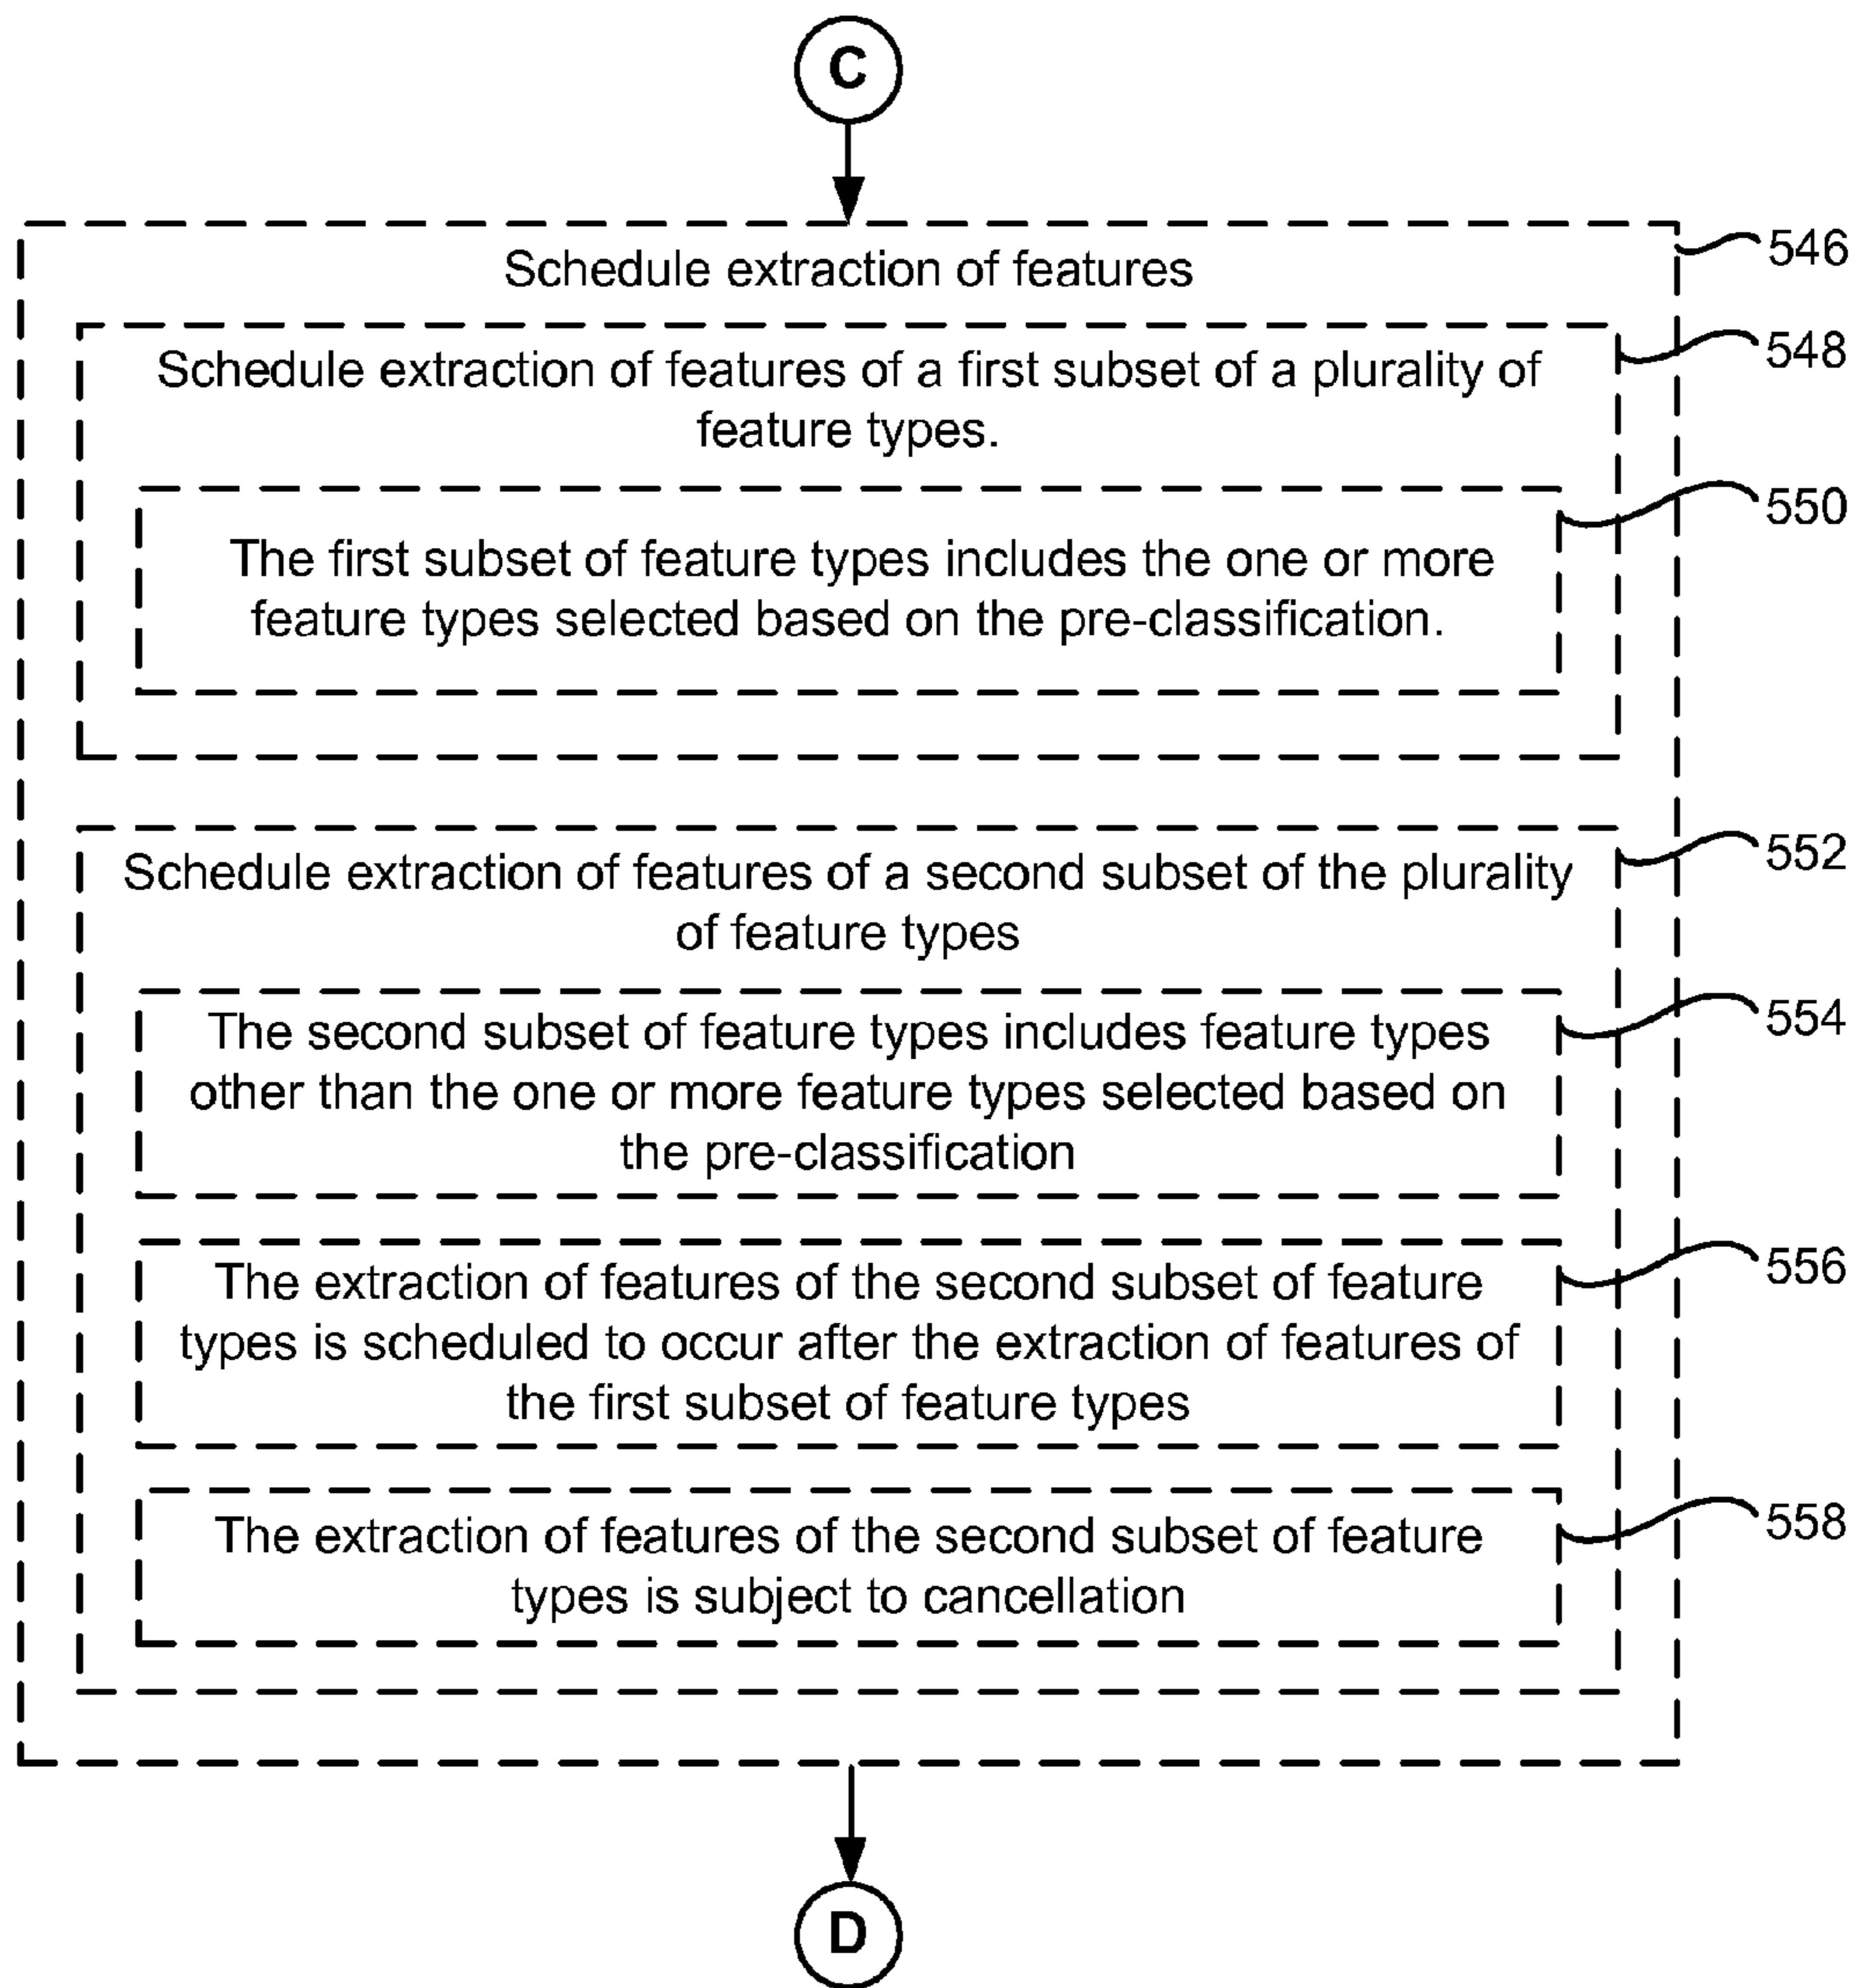 C
Schedule extraction of features
546
Schedule extraction of features of a first subset of a plurality of
feature types.
548
The first subset of feature types includes the one or more
feature types selected based on the pre-classification.
550
Schedule extraction of features of a second subset of the plurality
of feature types
552
The second subset of feature types includes feature types
other than the one or more feature types selected based on
the pre-classification
554
The extraction of features of the second subset of feature
types is scheduled to occur after the extraction of features of
the first subset of feature types
556
The extraction of features of the second subset of feature
types is subject to cancellation
558
D